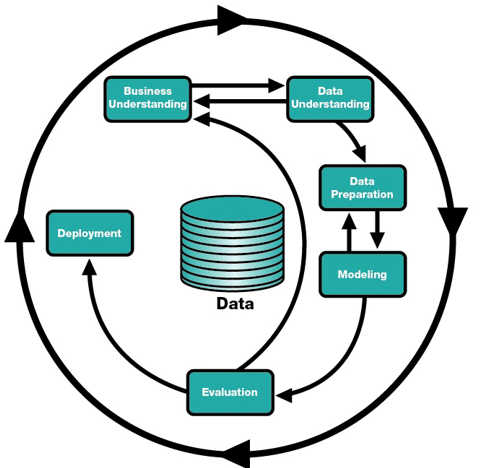 Business
Understanding
Data
Understanding
Data
Preparation
Modeling
Deployment
Data
Evaluation